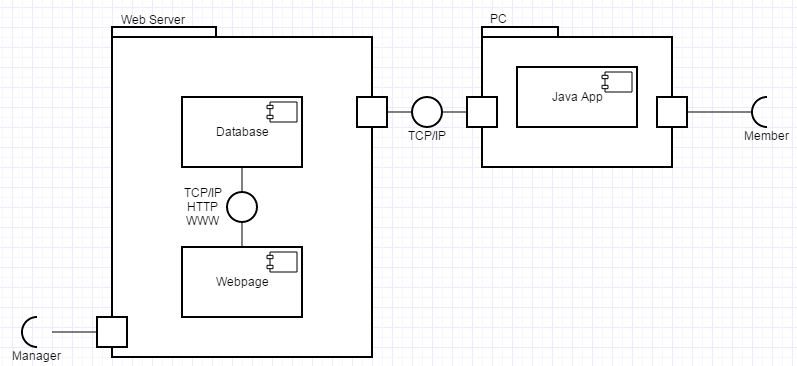 Web Server
PC
Java App
Database
TCP/IP
Member
TCP/IP
HTTP
WWW
Webpage
Manager